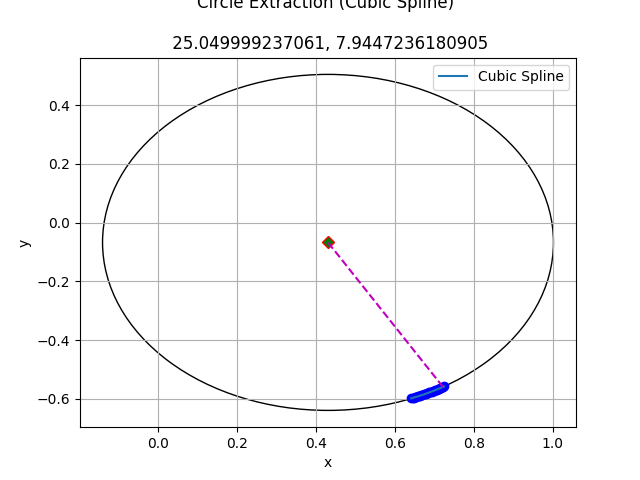 Circle Extraction (Cubic Spline)
25.049999237061, 7.9447236180905
Cubic Spline
0.4
0.2
0.0
−0.2
−0.4
−0.6
y
0.0 0.2 0.4 0.6 0.8 1.0
x